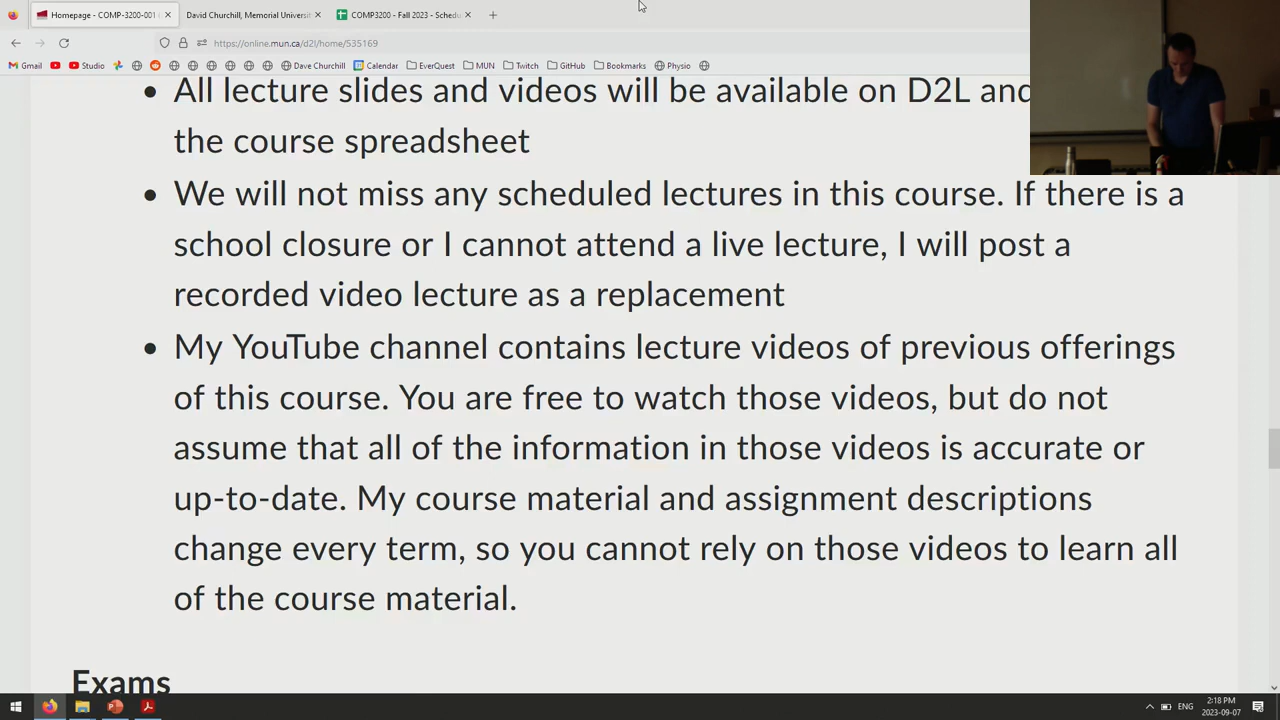 Homepage - COMP-3200-001 (
David Churchill, Memorial Universit
COMP3200 - Fall 2023 - Schedu
https://online.mun.ca/d2l/home/535169
Gmail
YouTube
Studio
Dave Churchill
Calendar
EverQuest
MUN
Twitch
GitHub
Bookmarks
Physio
• All lecture slides and videos will be available on D2L and
the course spreadsheet
• We will not miss any scheduled lectures in this course. If there is a
school closure or I cannot attend a live lecture, I will post a
recorded video lecture as a replacement
• My YouTube channel contains lecture videos of previous offerings
of this course. You are free to watch those videos, but do not
assume that all of the information in those videos is accurate or
up-to-date. My course material and assignment descriptions
change every term, so you cannot rely on those videos to learn all
of the course material.
Exams
ENG
2:18 PM
2023-09-07